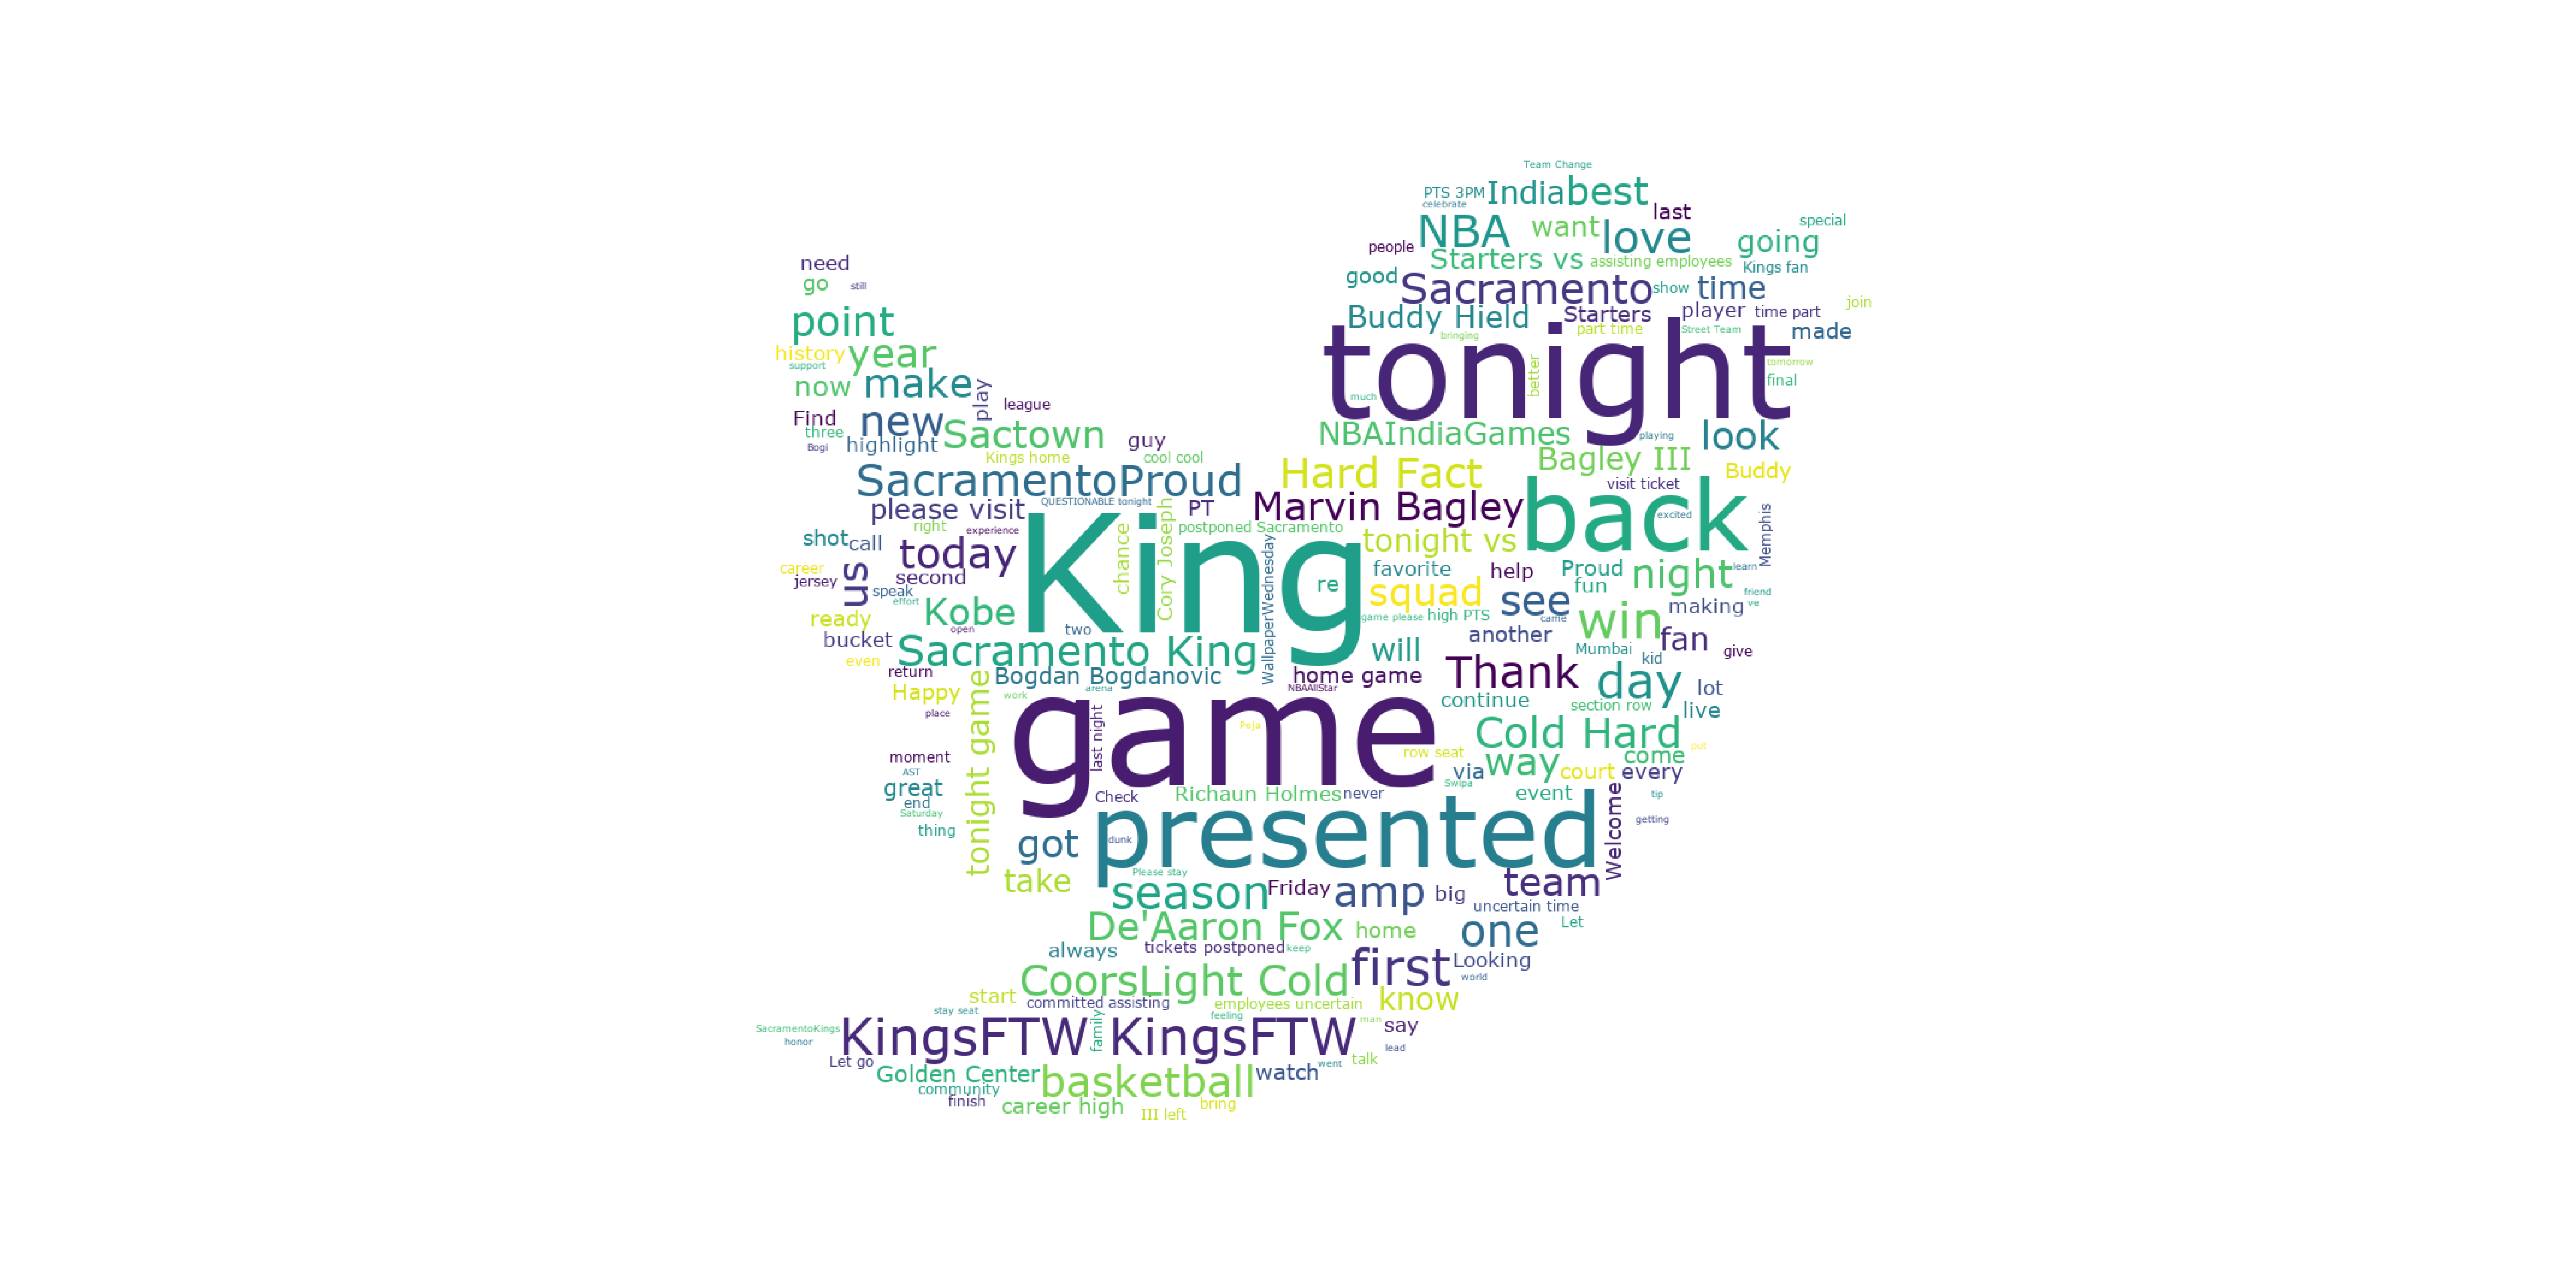 Team Change
PTS 3PM
India
best
celebrate
last
special
NBA
want
love
going
people
Starters vs
assisting employees
Kings fan
need
good
go
still
Sacramento
show
time
join
point
Buddy Hield
Starters
player
time part
bringing
part time
Street Team
made
tonight
history
year
support
better
tomorrow
now
make
play
much
final
league
Find
new
three
Bogi
highlight
Sactown
guy
NBAIndiaGames
playing
look
Kings home
cool cool
Bagley III
Buddy
SacramentoProud
Hard Fact
visit ticket
QUESTIONABLE tonight
please visit
PT
Marvin Bagley
back
excited
Memphis
right
experience
postponed Sacramento
shot
call
today
King
chance
Cory Joseph
WallpaperWednesday
tonight vs
career
jersey
us
second
re
favorite
help
Proud
fun
night
learn
speak
effort
squad
see
friend
ve
ready
Kobe
open
two
game please
high PTS
came
win
making
bucket
another
fan
even
Sacramento King
will
Mumbai
kid
give
return
Bogdan Bogdanovic
home game
Thank
day
Happy
work
arena
NBAAllStar
lot
place
tonight game
continue
section row
live
last night
game
Peja
Cold Hard
put
moment
row seat
way
come
AST
great
via
court
every
end
Saturday
Check
Richaun Holmes
never
Swipa
event
tip
Welcome
thing
got
dunk
presented
getting
take
Please stay
season
Friday
amp
big
team
uncertain time
De'Aaron Fox
home
one
Let
always
tickets postponed
keep
first
Looking
world
CoorsLight Cold
start
committed assisting
employees uncertain
know
stay seat
feeling
man
SacramentoKings
honor
KingsFTW
family
KingsFTW
say
lead
Let go
went
talk
Golden Center
basketball
watch
community
finish
career high
III left
bring